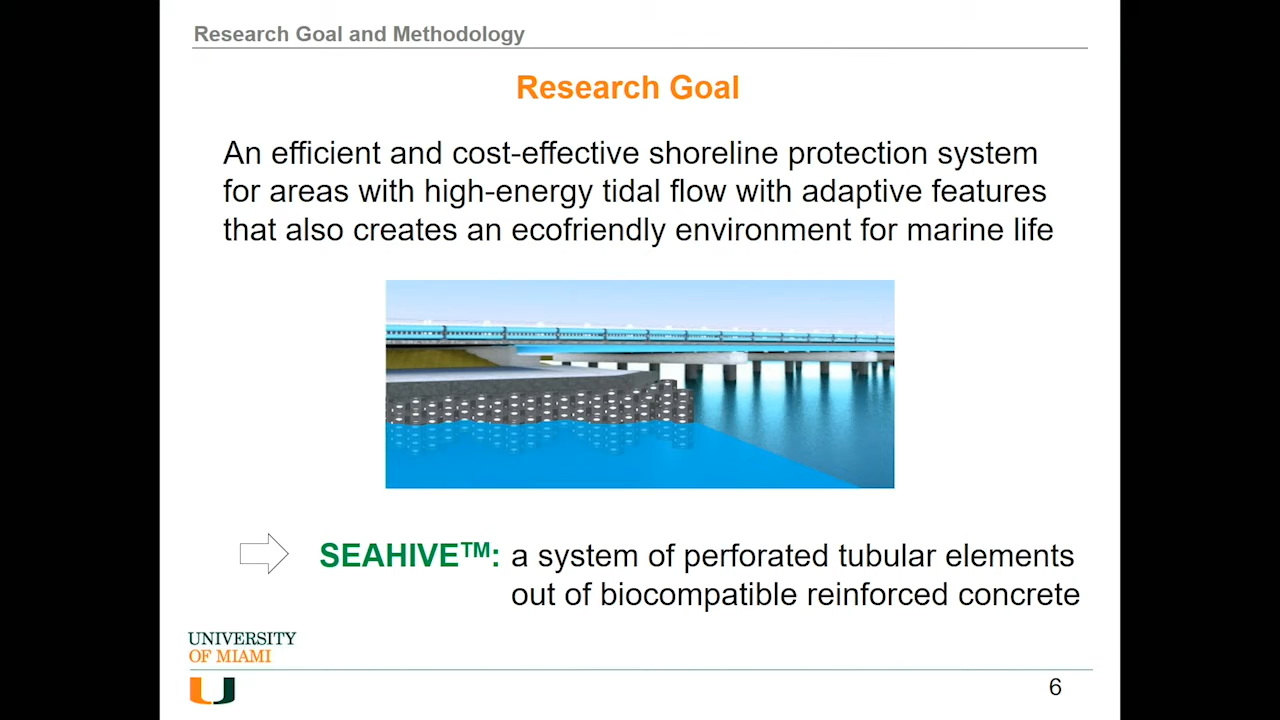 Research Goal and Methodology
Research Goal
An efficient and cost-effective shoreline protection system
for areas with high-energy tidal flow with adaptive features
that also creates an ecofriendly environment for marine life
SEAHIVE™: a system of perforated tubular elements
out of biocompatible reinforced concrete
UNIVERSITY
OF MIAMI
6